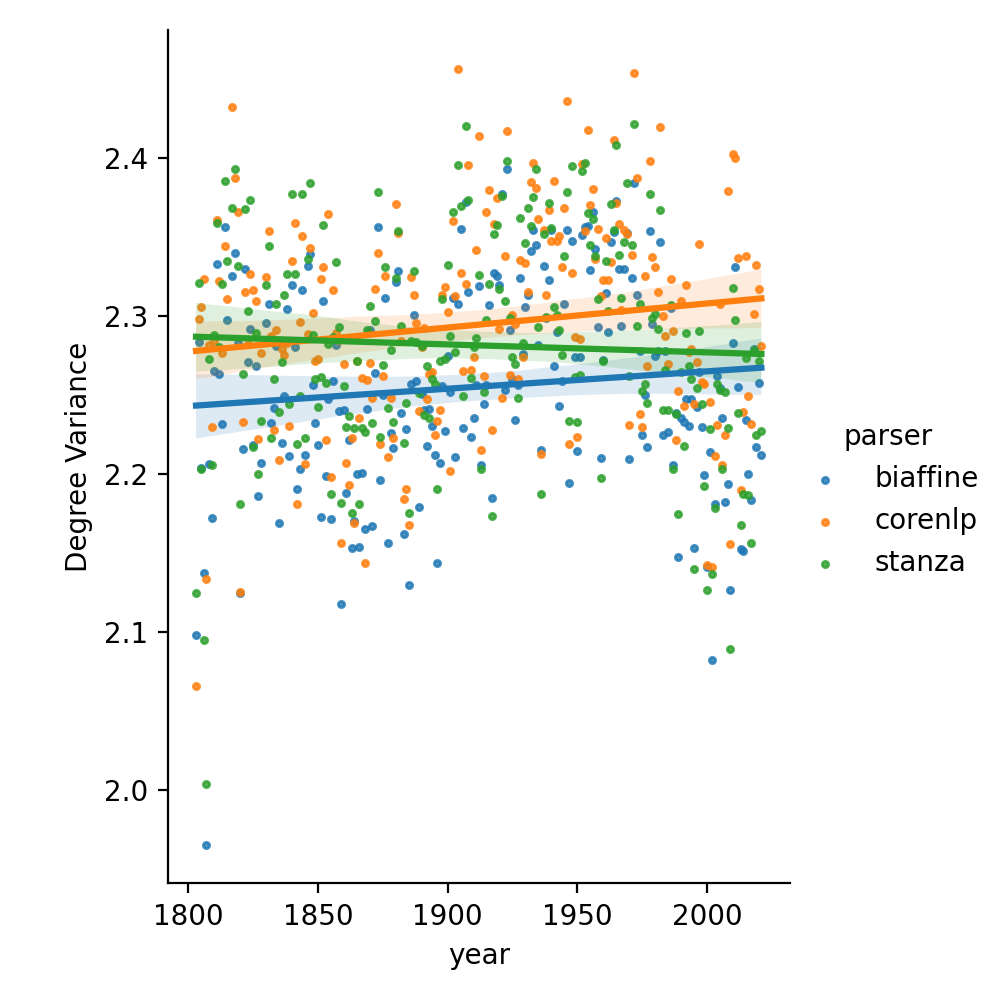 Degree Variance
2.4
2.3
2.2
2.1
2.0
1800 1850 1900 1950 2000
year
parser
biaffine
corenlp
stanza